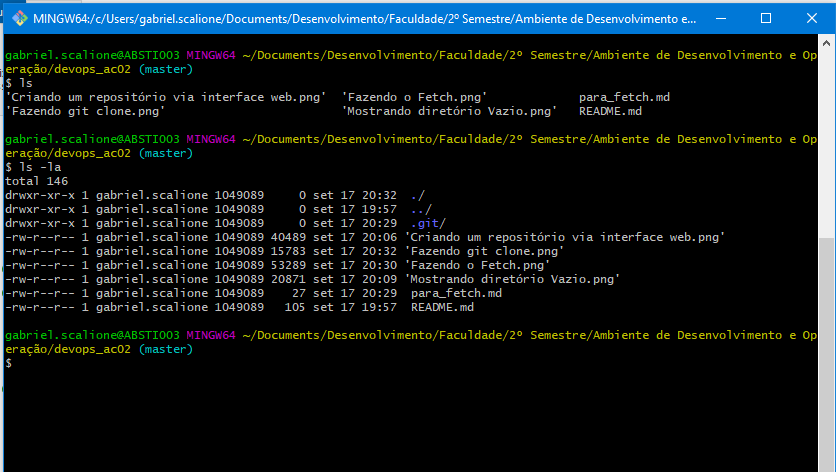 MINGW64:/c/Users/gabriel.scalione/Documents/Desenvolvimento/Faculdade/2º Semestre/Ambiente de Desenvolvimento e...
gabriel.scalione@ABSTI003 MINGW64 ~/Documents/Desenvolvimento/Faculdade/2º Semestre/Ambiente de Desenvolvimento e Op
eração/devops_ac02 (master)
$ ls
'Criando um repositório via interface web.png'  'Fazendo o Fetch.png'             para_fetch.md
'Fazendo git clone.png'                         'Mostrando diretório Vazio.png'   README.md
gabriel.scalione@ABSTI003 MINGW64 ~/Documents/Desenvolvimento/Faculdade/2º Semestre/Ambiente de Desenvolvimento e Op
eração/devops_ac02 (master)
$ ls -la
total 146
drwxr-xr-x 1 gabriel.scalione 1049089     0 set 17 20:32  ./
drwxr-xr-x 1 gabriel.scalione 1049089     0 set 17 19:57  ../
drwxr-xr-x 1 gabriel.scalione 1049089     0 set 17 20:29  .git/
-rw-r--r-- 1 gabriel.scalione 1049089 40489 set 17 20:06 'Criando um repositório via interface web.png'
-rw-r--r-- 1 gabriel.scalione 1049089 15783 set 17 20:32 'Fazendo git clone.png'
-rw-r--r-- 1 gabriel.scalione 1049089 53289 set 17 20:30 'Fazendo o Fetch.png'
-rw-r--r-- 1 gabriel.scalione 1049089 20871 set 17 20:09 'Mostrando diretório Vazio.png'
-rw-r--r-- 1 gabriel.scalione 1049089    27 set 17 20:29  para_fetch.md
-rw-r--r-- 1 gabriel.scalione 1049089   105 set 17 19:57  README.md
gabriel.scalione@ABSTI003 MINGW64 ~/Documents/Desenvolvimento/Faculdade/2º Semestre/Ambiente de Desenvolvimento e Op
eração/devops_ac02 (master)
$